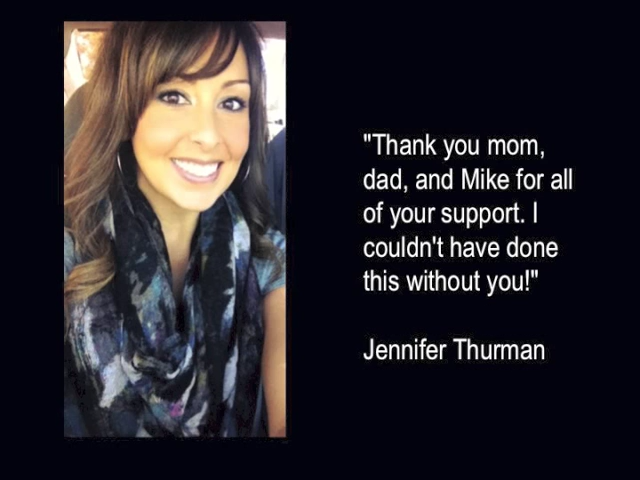 "Thank you mom,
dad, and Mike for all
of your support. I
couldn't have done
this without you!"
Jennifer Thurman